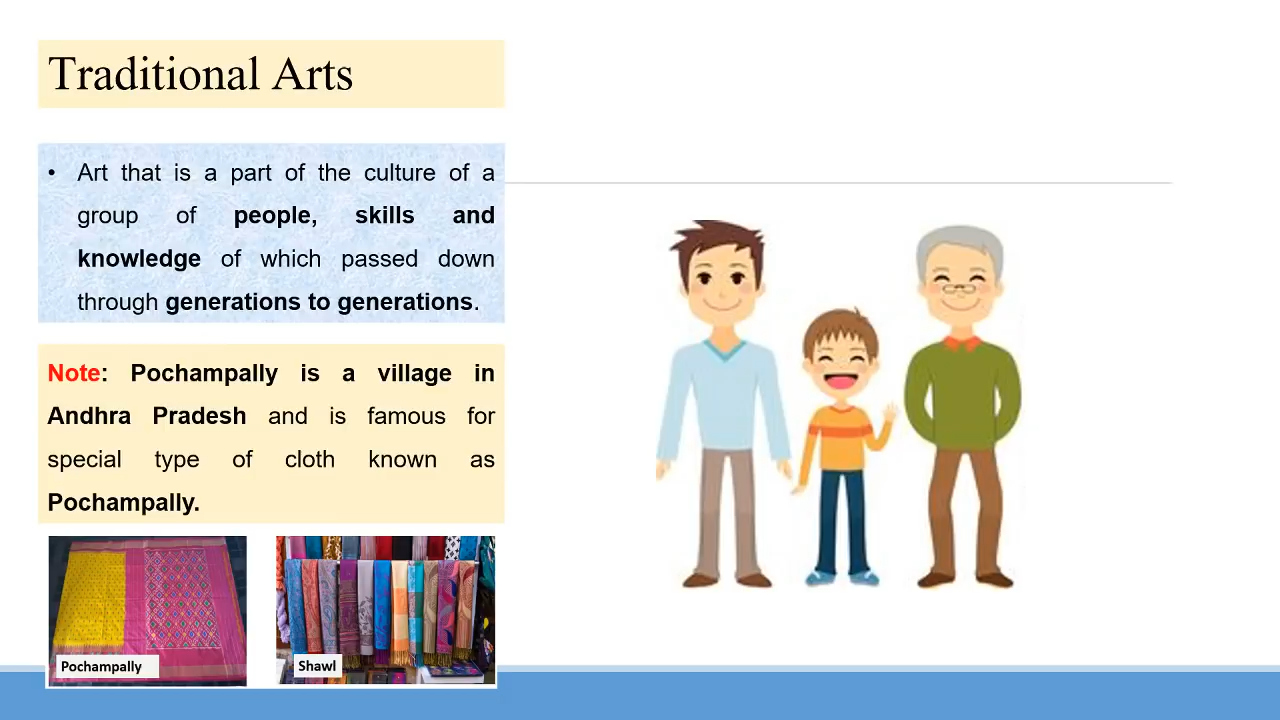 Traditional Arts
• Art that is a part of the culture of a
group of people, skills and
knowledge of which passed down
through generations to generations.
Note: Pochampally is a village in
Andhra Pradesh and is famous for
special type of cloth known as
Pochampally.
Pochampally
Shawl